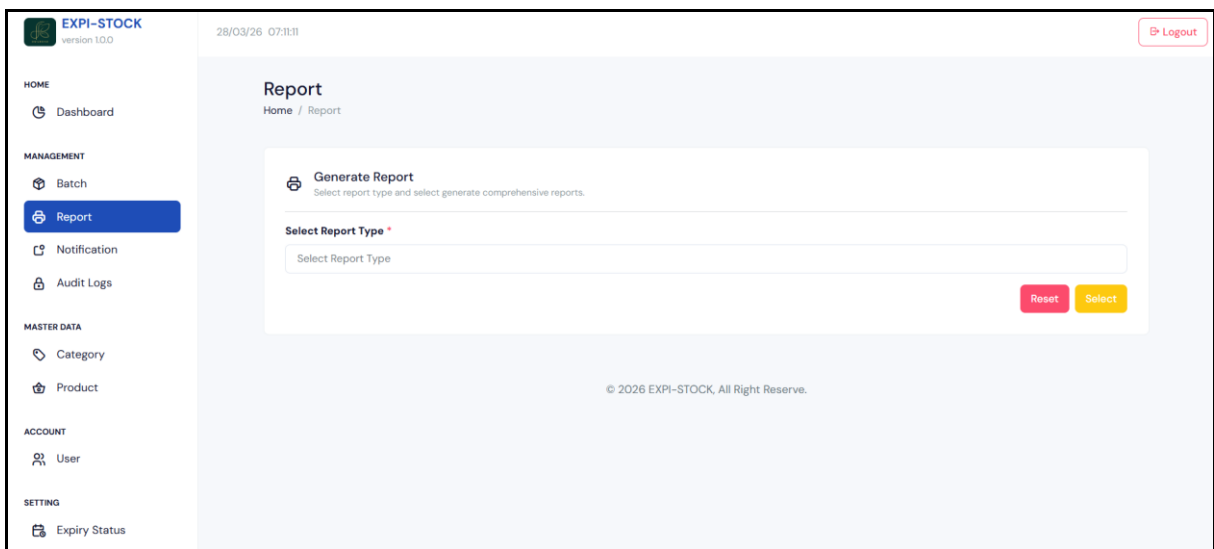 EXPI-STOCK
version 1.0.0
28/03/26 07:11:11
Logout
HOME
Dashboard
MANAGEMENT
Batch
Report
Notification
Audit Logs
MASTER DATA
Category
Product
ACCOUNT
User
SETTING
Expiry Status
Report
Home / Report
Generate Report
Select report type and select generate comprehensive reports.
Select Report Type *
Select Report Type
Reset Select
© 2026 EXPI-STOCK, All Right Reserve.